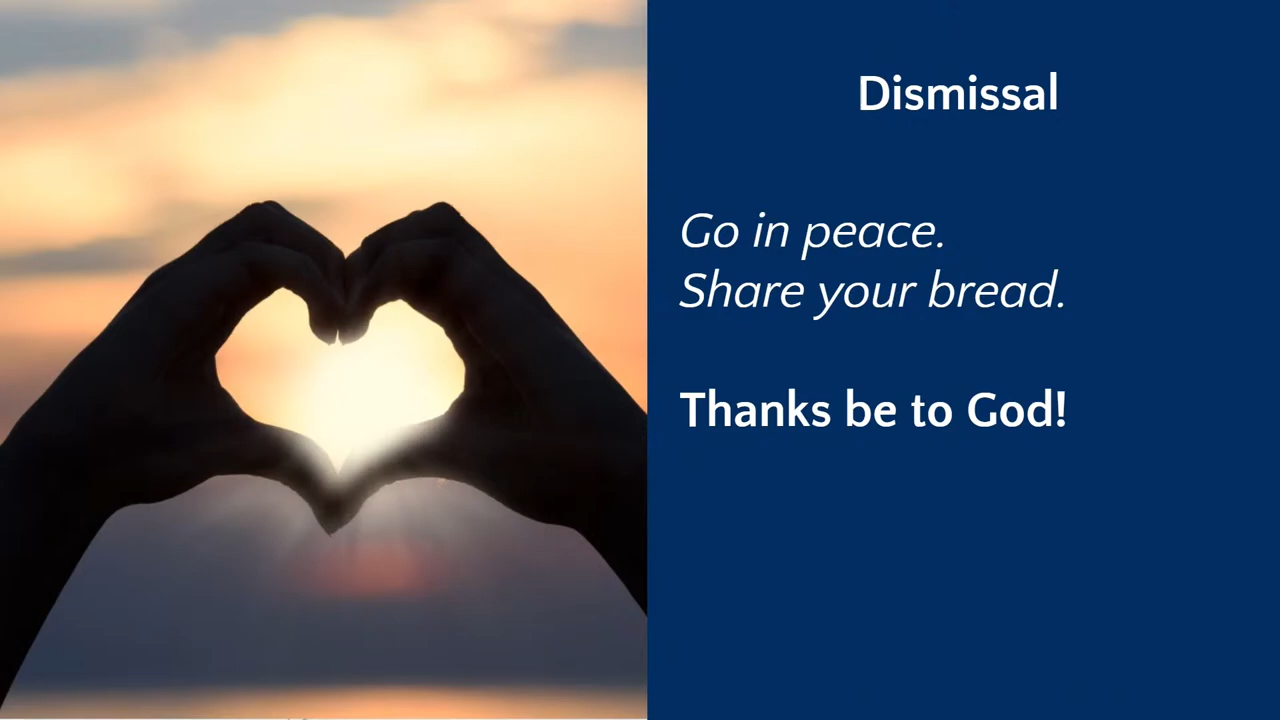 Dismissal
Go in peace.
Share your bread.
Thanks be to God!